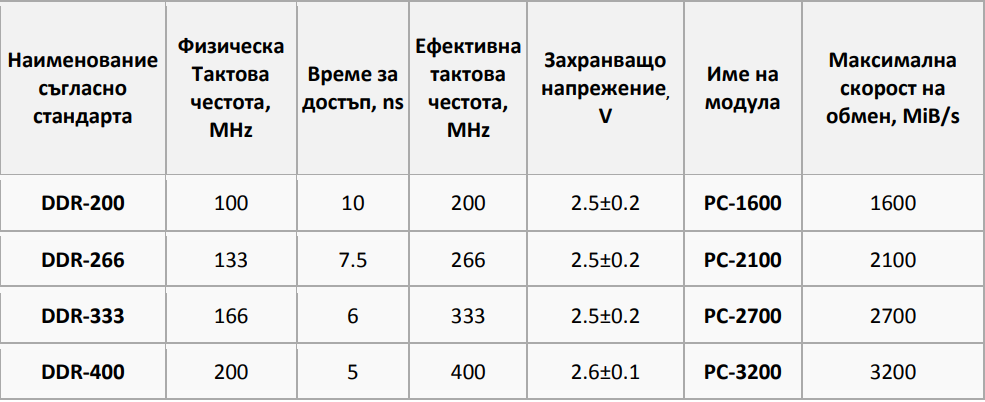 Наименование
съгласно
стандарта
Физическа
Тактова
честота,
MHz
Време за
достъп, ns
Ефективна
тактова
честота,
MHz
Захранващо
напрежение,
V
Име на
модула
Максимална
скорост на
обмен, MiB/s
DDR-200 100 10 200 2.5±0.2 PC-1600 1600
DDR-266 133 7.5 266 2.5±0.2 PC-2100 2100
DDR-333 166 6 333 2.5±0.2 PC-2700 2700
DDR-400 200 5 400 2.6±0.1 PC-3200 3200